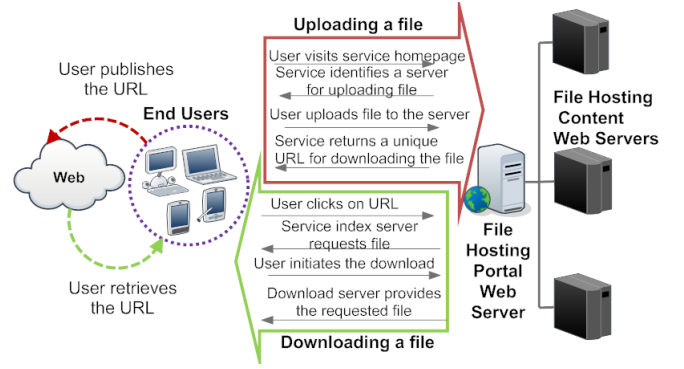 Uploading a file
User visits service homepage
Service identifies a server
for uploading file
User uploads file to the server
Service returns a unique
URL for downloading the file
User publishes
the URL
End Users
Web
User retrieves
the URL
User clicks on URL
Service index server
requests file
User initiates the download
Download server provides
the requested file
Downloading a file
File
Hosting
Portal
Web
Server
File Hosting
Content
Web Servers